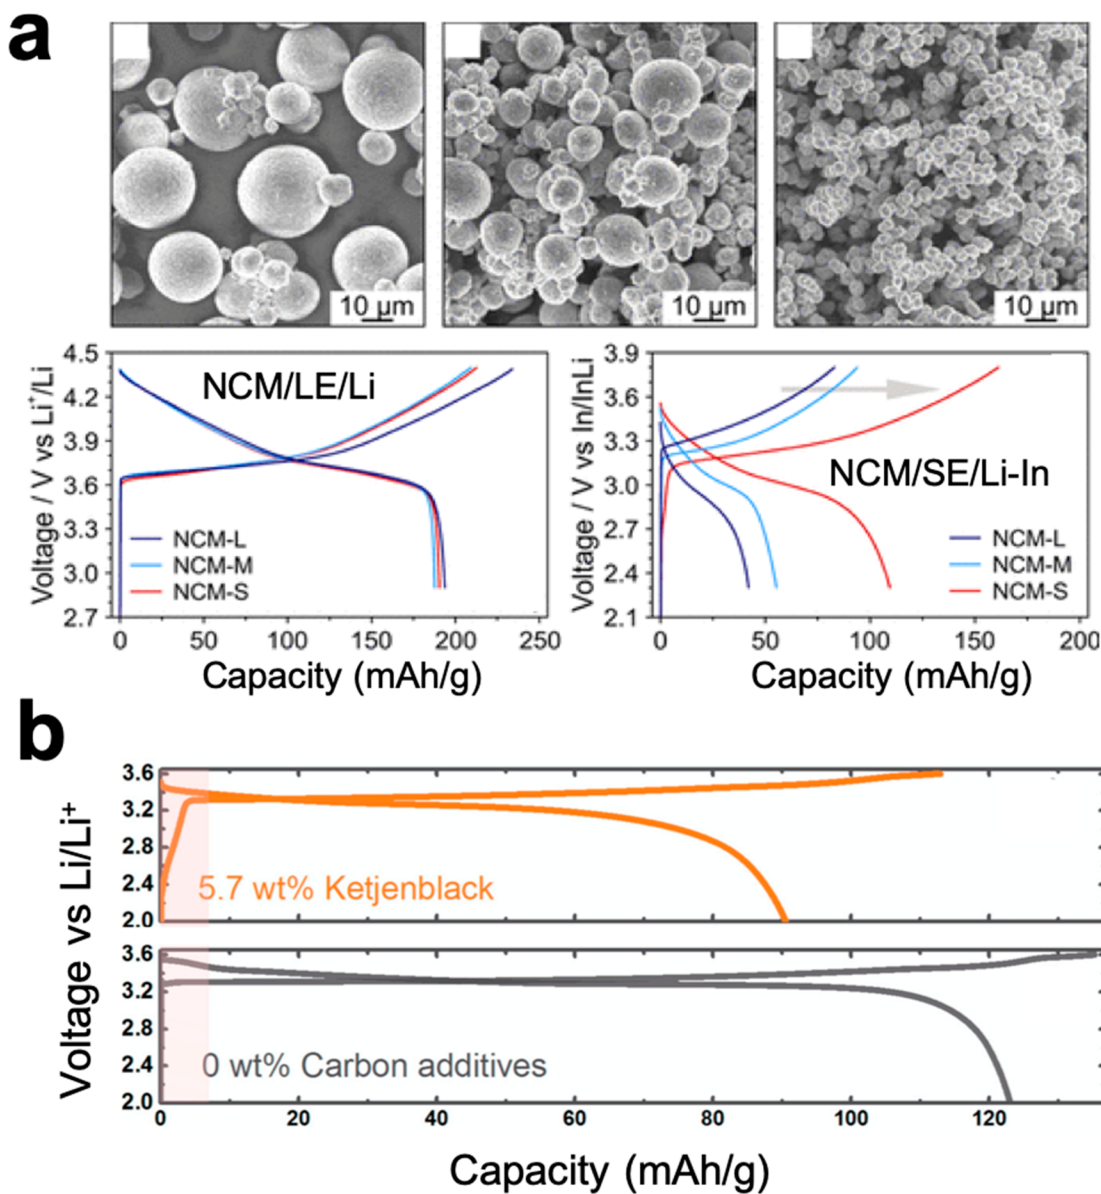 a
10 µm
10 µm
10 µm
4.5
4.2
3.9
3.6
3.3
3.0
2.7
Voltage / V vs Li⁺/Li
NCM/LE/Li
NCM-L
NCM-M
NCM-S
0 50 100 150 200 250
Capacity (mAh/g)
3.9
3.6
3.3
3.0
2.7
2.4
2.1
Voltage / V vs In/InLi
NCM/SE/Li-In
NCM-L
NCM-M
NCM-S
0 50 100 150 200
Capacity (mAh/g)
b
Voltage vs Li/Li⁺
3.6
3.2
2.8
2.4
2.0
5.7 wt% Ketjenblack
3.6
3.2
2.8
2.4
2.0
0 wt% Carbon additives
0 20 40 60 80 100 120
Capacity (mAh/g)